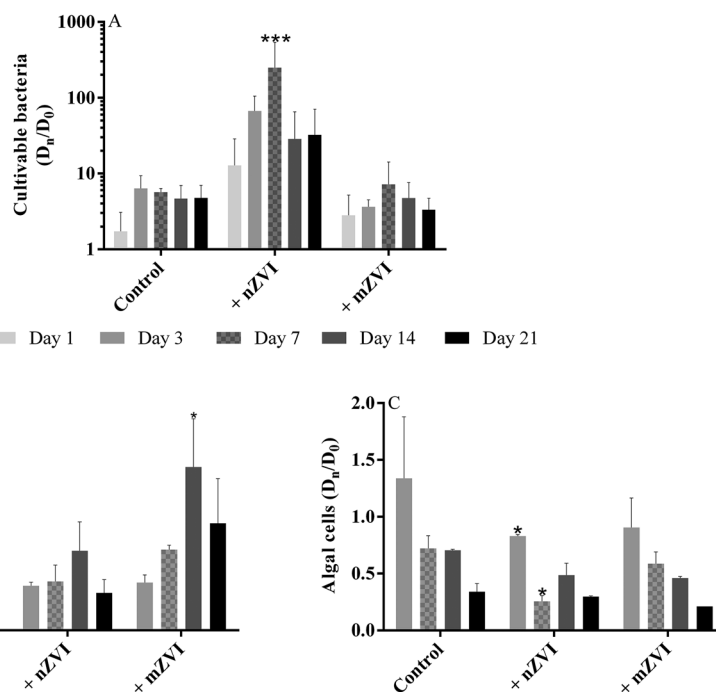 A
1000
***
100
10
1
Cultivable bacteria
(Dn/D0)
Control
+ nZVI
+ mZVI
Day 1 Day 3 Day 7 Day 14 Day 21
*
+ nZVI
+ mZVI
C
2.0
1.5
1.0
0.5
0.0
Algal cells (Dn/D0)
*
*
Control
+ nZVI
+ mZVI